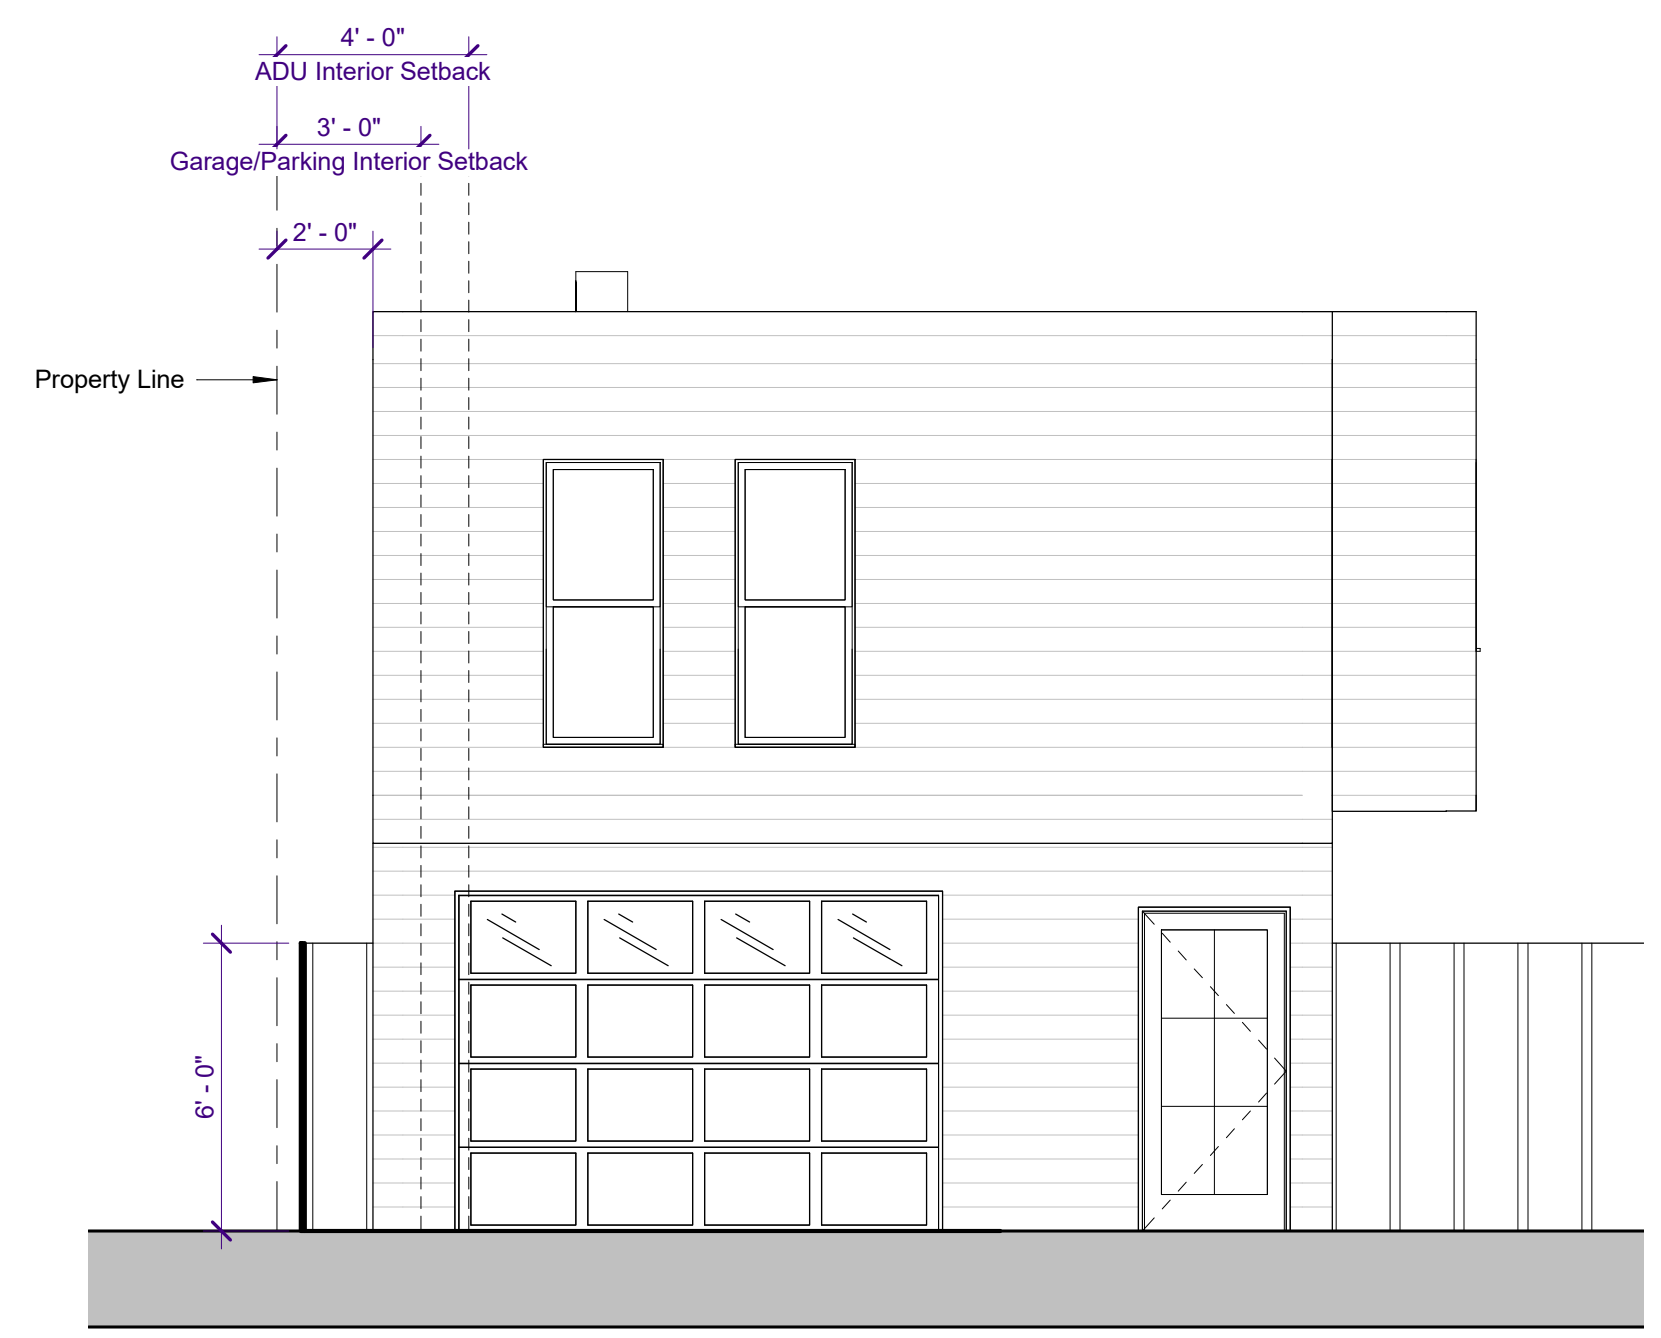 4' - 0"
ADU Interior Setback
3' - 0"
Garage/Parking Interior Setback
2' - 0"
Property Line
6' - 0"